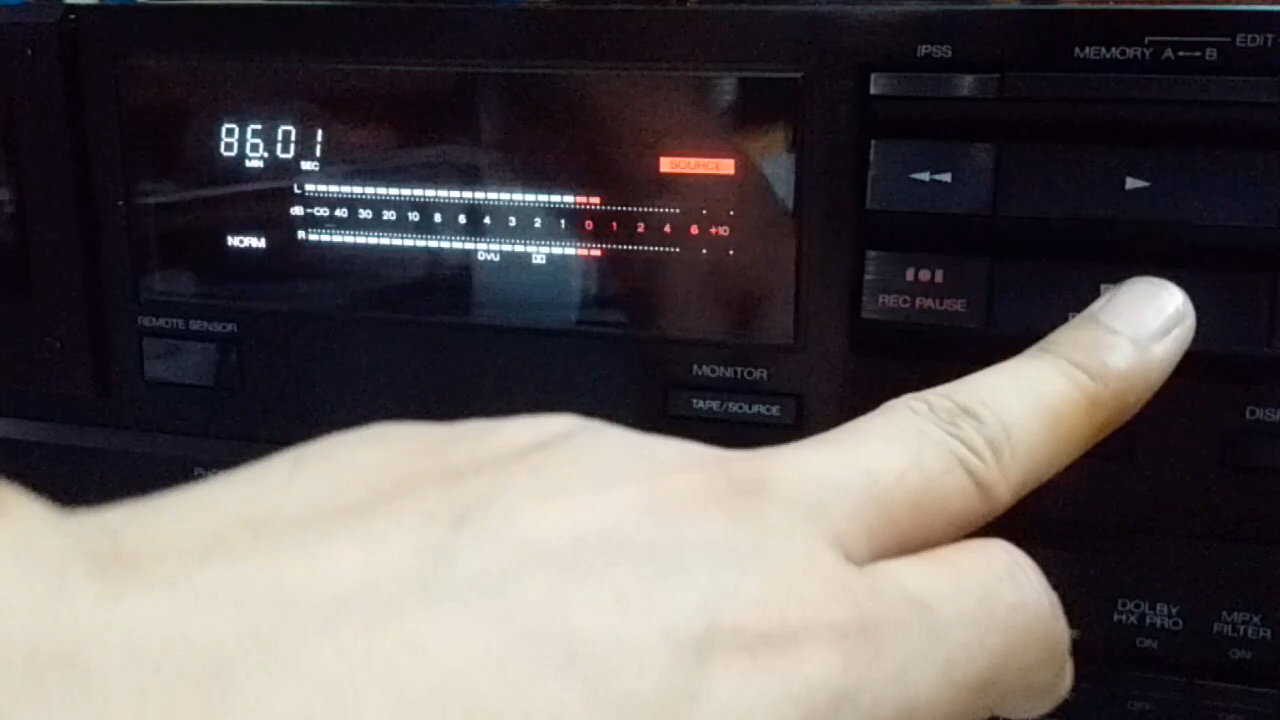 IPSS
EDIT
MEMORY A↔B
86.01
MIN SEC
SOURCE
L
dB -∞ 40 30 20 10 8 6 4 3 2 1 0 1 2 4 6 +10
R
NORM
REC PAUSE
REMOTE SENSOR
MONITOR
TAPE/SOURCE
DOLBY
HX PRO
ON
MPX
FILTER
ON
OFF